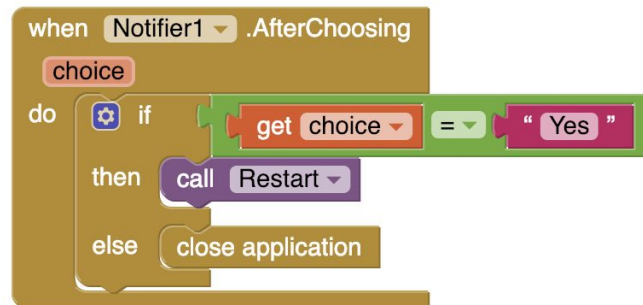 when Notifier1 .AfterChoosing
choice
do if get choice = “ Yes ”
then call Restart
else close application